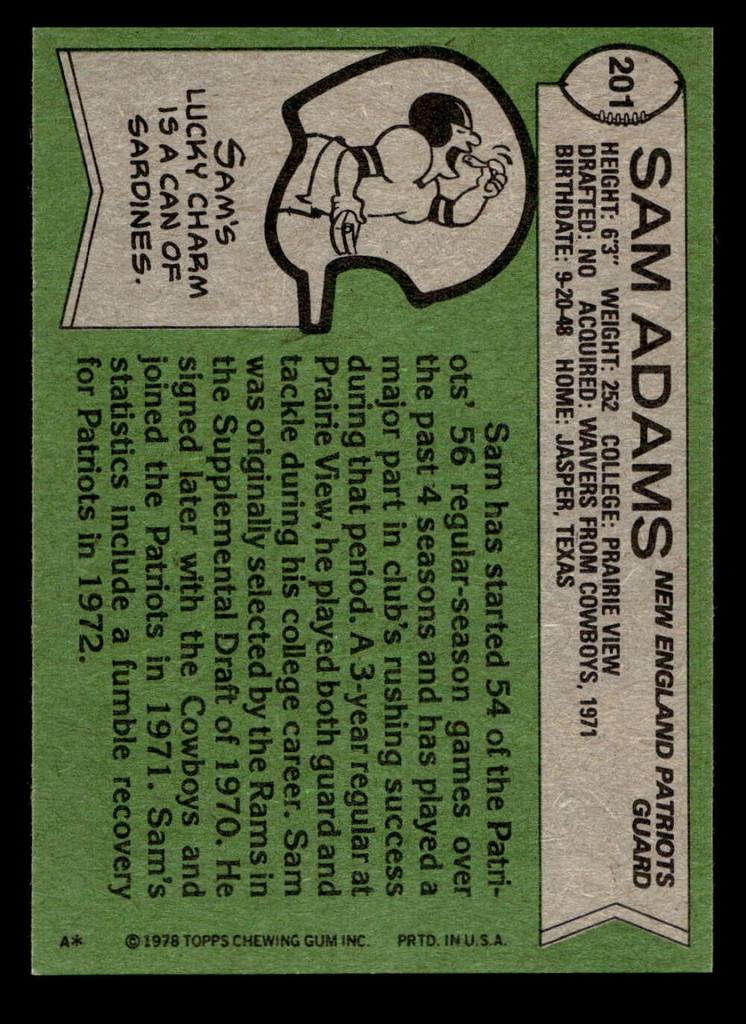 201
SAM ADAMS NEW ENGLAND PATRIOTS
GUARD
HEIGHT: 6'3" WEIGHT: 252 COLLEGE: PRAIRIE VIEW
DRAFTED: NO ACQUIRED: WAIVERS FROM COWBOYS, 1971
BIRTHDATE: 9-20-48 HOME: JASPER, TEXAS
SAM'S
LUCKY CHARM
IS A CAN OF
SARDINES.
Sam has started 54 of the Patri-
ots' 56 regular-season games over
the past 4 seasons and has played a
major part in club's rushing success
during that period. A 3-year regular at
Prairie View, he played both guard and
tackle during his college career. Sam
was originally selected by the Rams in
the Supplemental Draft of 1970. He
signed later with the Cowboys and
joined the Patriots in 1971. Sam's
statistics include a fumble recovery
for Patriots in 1972.
A* © 1978 TOPPS CHEWING GUM INC. PRTD. IN U.S.A.